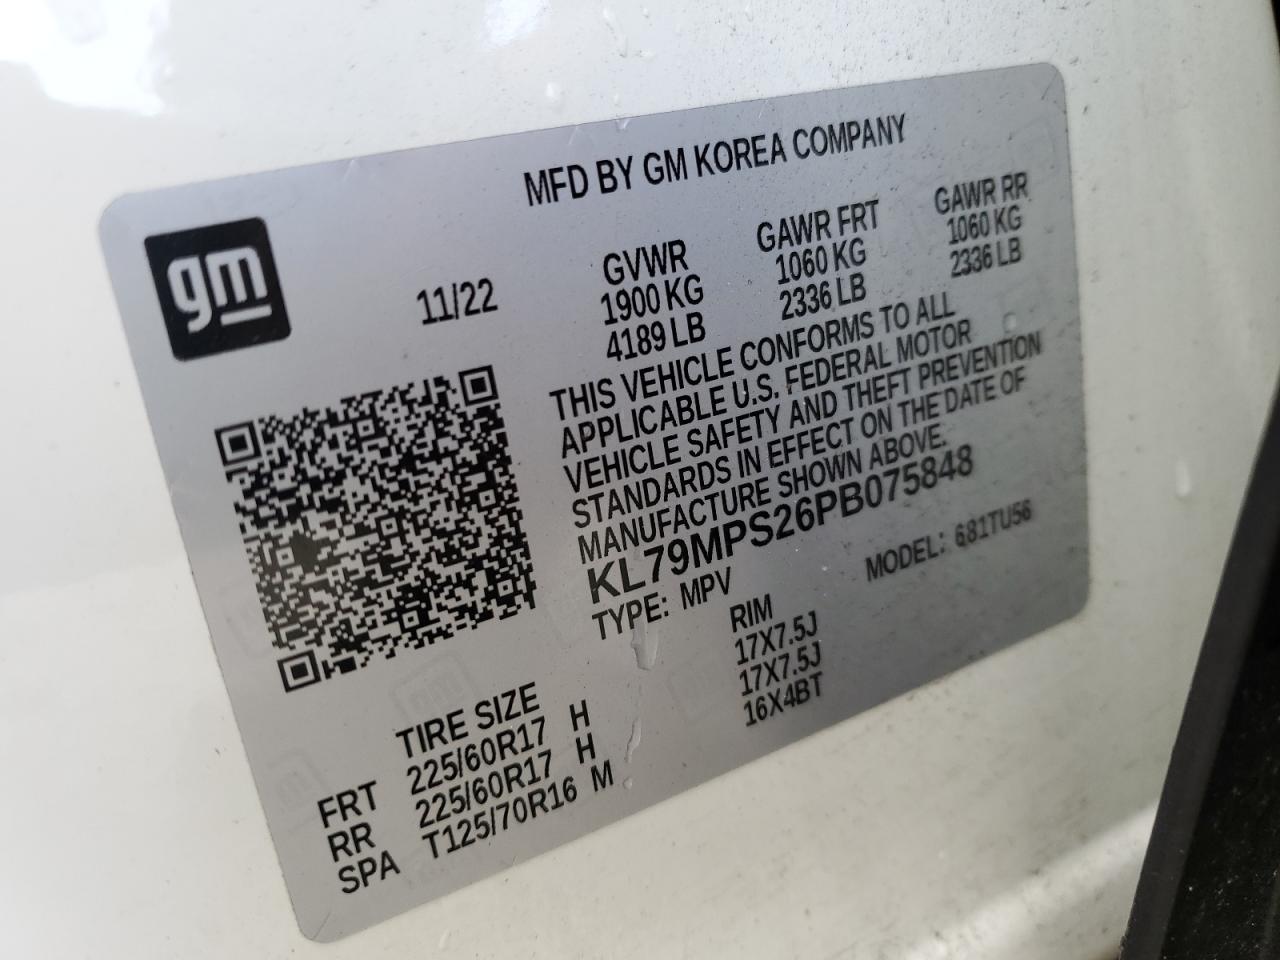 MFD BY GM KOREA COMPANY
gm
11/22
GVWR GAWR FRT GAWR RR
1900 KG 1060 KG 1060 KG
4189 LB 2336 LB 2336 LB
THIS VEHICLE CONFORMS TO ALL
APPLICABLE U.S. FEDERAL MOTOR
VEHICLE SAFETY AND THEFT PREVENTION
STANDARDS IN EFFECT ON THE DATE OF
MANUFACTURE SHOWN ABOVE.
KL79MPS26PB075848
TYPE: MPV MODEL: 681TU56
TIRE SIZE RIM
FRT 225/60R17 H 17X7.5J
RR 225/60R17 H 17X7.5J
SPA T125/70R16 M 16X4BT